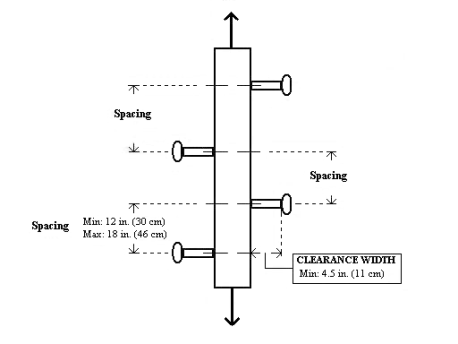 Spacing
Spacing
Spacing
Min: 12 in. (30 cm)
Max: 18 in. (46 cm)
CLEARANCE WIDTH
Min: 4.5 in. (11 cm)